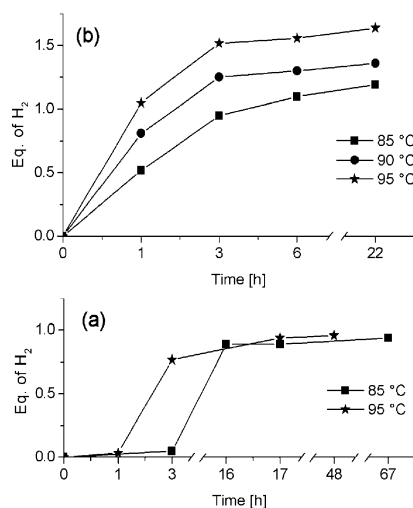 (b)
Eq. of H2
1.5
1.0
0.5
0.0
85 °C
90 °C
95 °C
0 1 3 6 22
Time [h]
(a)
Eq. of H2
1.0
0.5
0.0
85 °C
95 °C
0 1 3 16 17 48 67
Time [h]